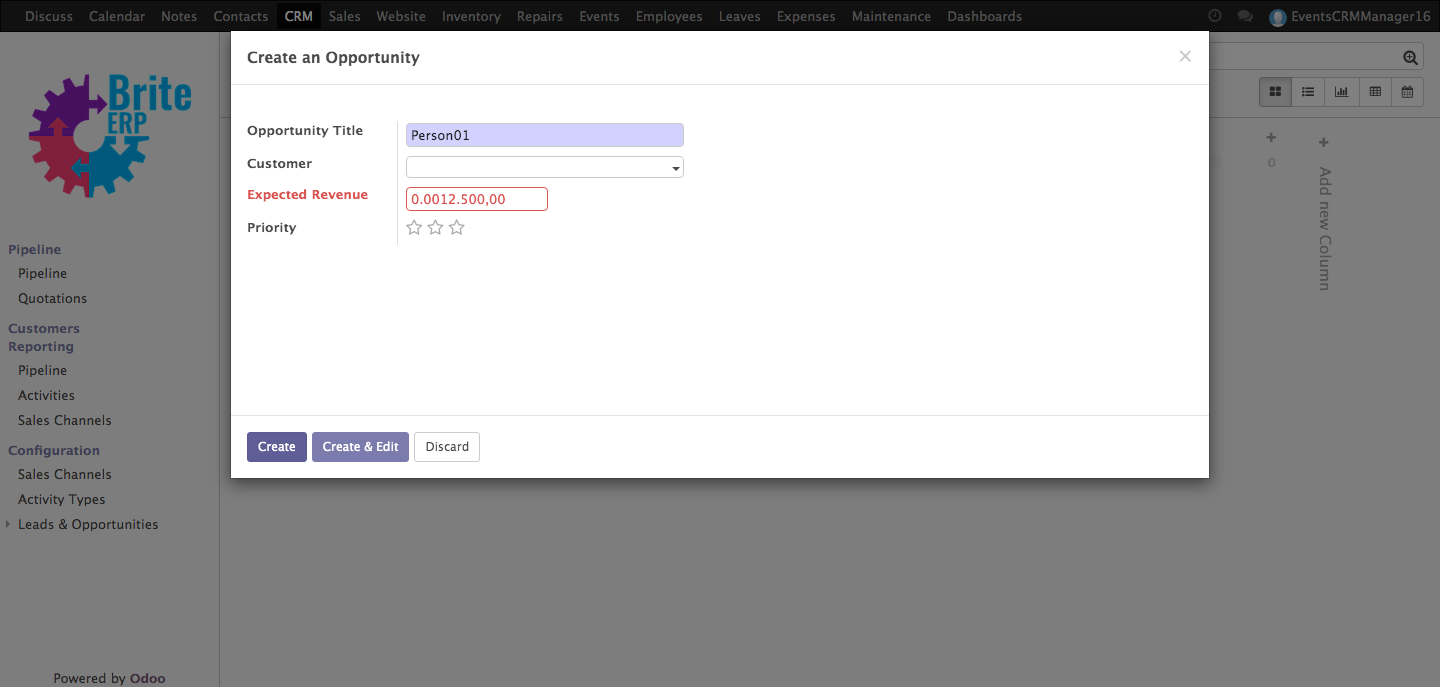 Discuss Calendar Notes Contacts CRM Sales Website Inventory Repairs Events Employees Leaves Expenses Maintenance Dashboards EventsCRMManager16
Brite
ERP
Pipeline
Pipeline
Quotations
Customers
Reporting
Pipeline
Activities
Sales Channels
Configuration
Sales Channels
Activity Types
Leads & Opportunities
Powered by Odoo
Create an Opportunity ×
Opportunity Title Person01
Customer
Expected Revenue 0.0012.500,00
Priority
Create Create & Edit Discard
0
Add new Column